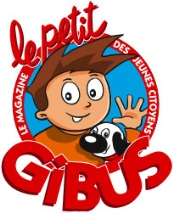 le petit
LE MAGAZINE
DES JEUNES CITOYENS
GIBUS